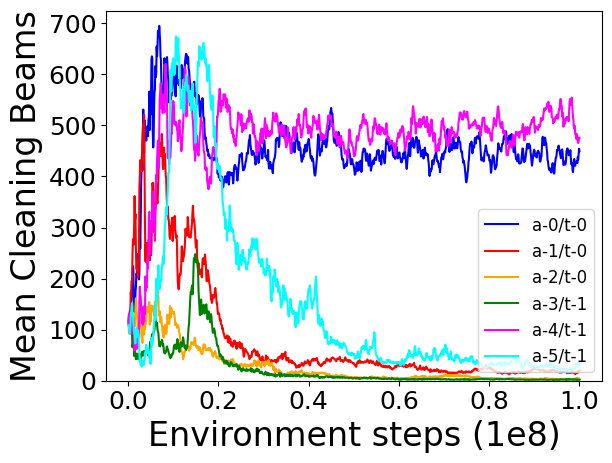 Mean Cleaning Beams
700
600
500
400
300
200
100
0
a-0/t-0
a-1/t-0
a-2/t-0
a-3/t-1
a-4/t-1
a-5/t-1
0.0 0.2 0.4 0.6 0.8 1.0
Environment steps (1e8)